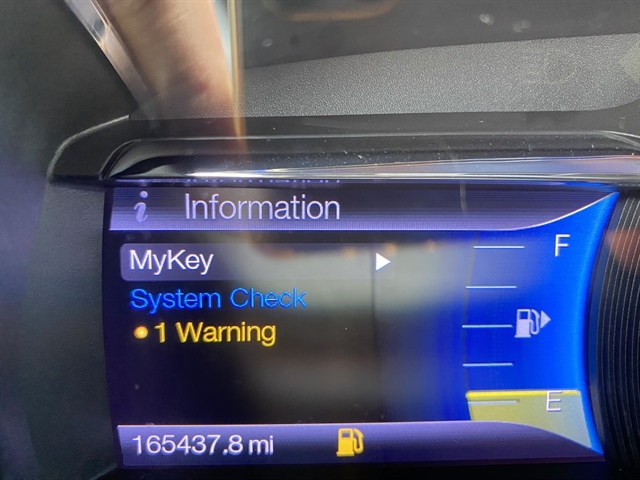 i Information
MyKey
System Check
1 Warning
F
E
165437.8 mi